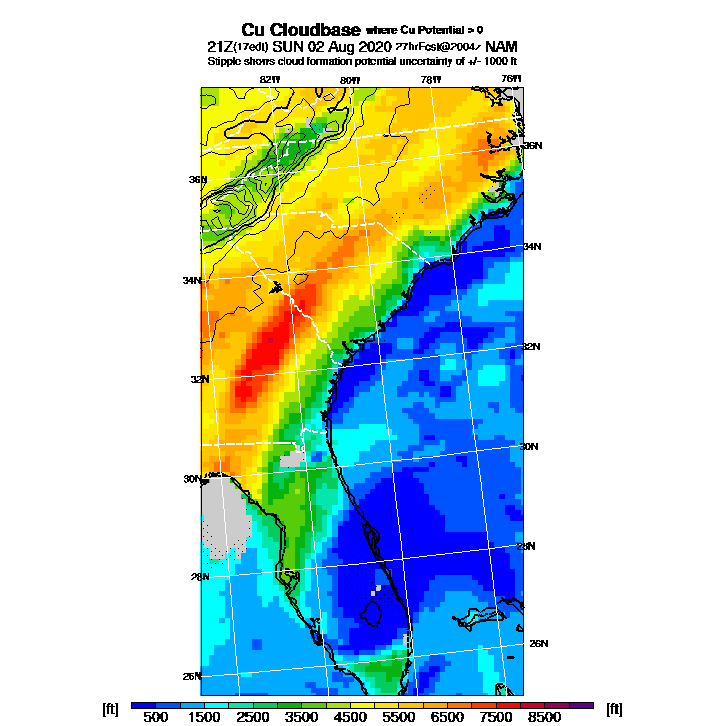 Cu Cloudbase where Cu Potential > 0
21Z(17edt) SUN 02 Aug 2020 27hrFcst@2004z NAM
Stipple shows cloud formation potential uncertainty of +/- 1000 ft
82W 80W 78W 76W
36N
36N
34N
34N
32N
32N
30N
30N
28N
28N
26N
26N
[ft] 500 1500 2500 3500 4500 5500 6500 7500 8500 [ft]